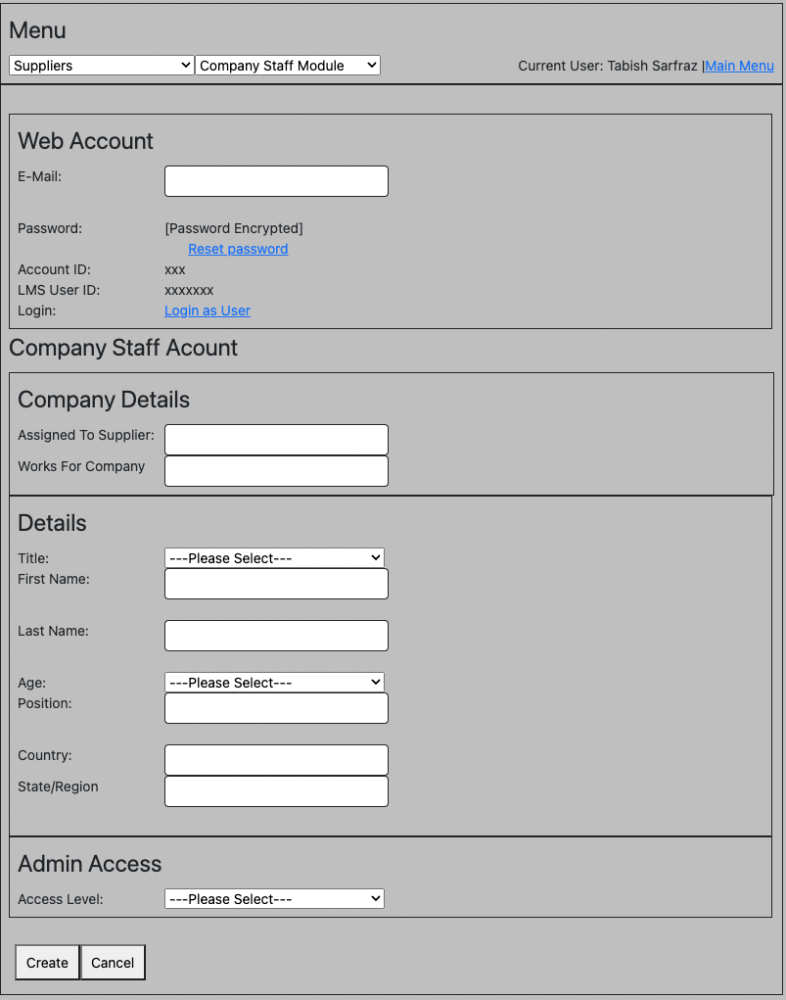 Menu
Suppliers Company Staff Module Current User: Tabish Sarfraz |Main Menu
Web Account
E-Mail:
Password: [Password Encrypted]
Reset password
Account ID: xxx
LMS User ID: xxxxxxx
Login: Login as User
Company Staff Acount
Company Details
Assigned To Supplier:
Works For Company
Details
Title: ---Please Select---
First Name:
Last Name:
Age: ---Please Select---
Position:
Country:
State/Region
Admin Access
Access Level: ---Please Select---
Create Cancel